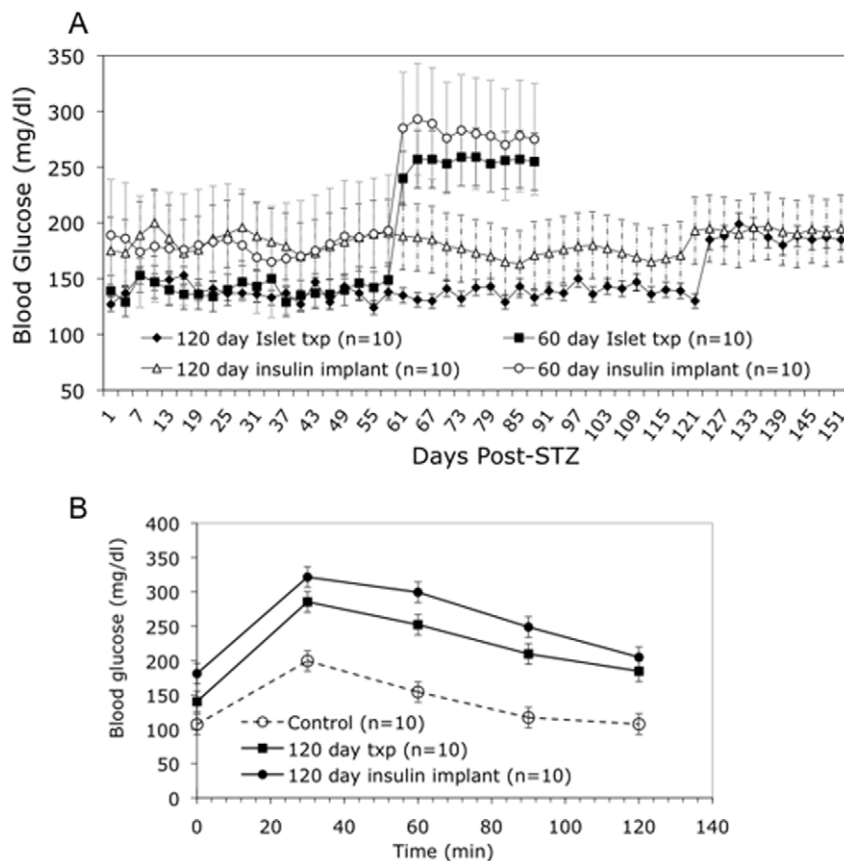 A
Blood Glucose (mg/dl)
350
300
250
200
150
100
50
120 day Islet txp (n=10)
60 day Islet txp (n=10)
120 day insulin implant (n=10)
60 day insulin implant (n=10)
1 7 13 19 25 31 37 43 49 55 61 67 73 79 85 91 97 103 109 115 121 127 133 139 145 151
Days Post-STZ
B
Blood glucose (mg/dl)
400
350
300
250
200
150
100
50
0
Control (n=10)
120 day txp (n=10)
120 day insulin implant (n=10)
0 20 40 60 80 100 120 140
Time (min)